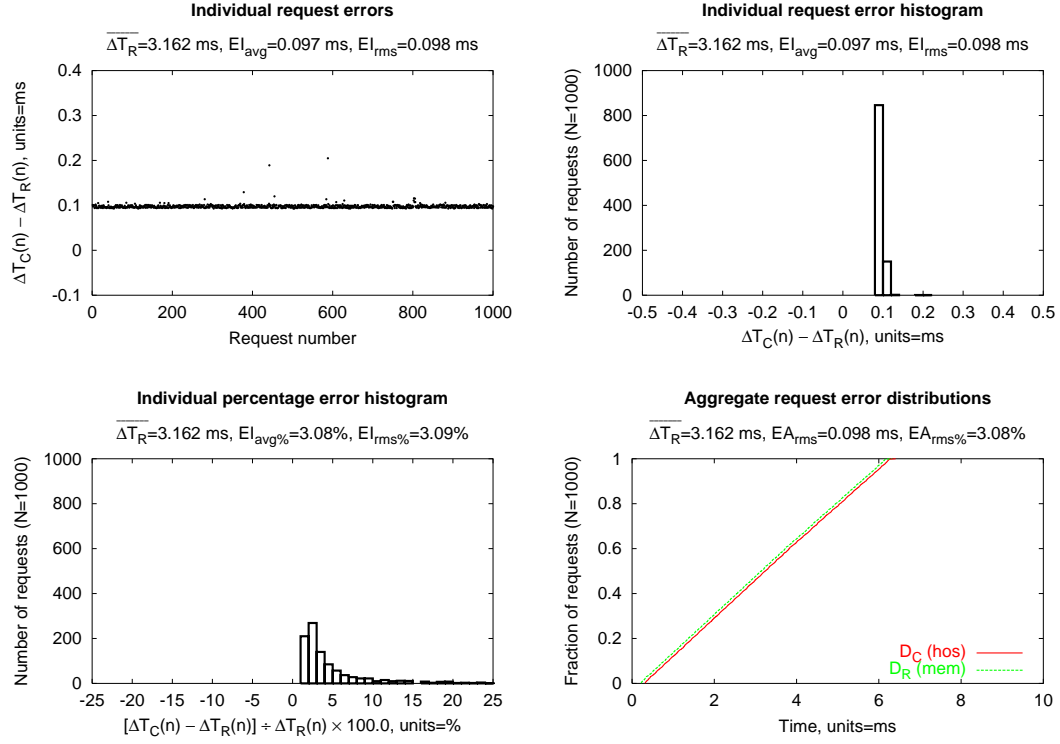 Individual request errors
ΔT_R=3.162 ms, EI_avg=0.097 ms, EI_rms=0.098 ms
ΔT_C(n) − ΔT_R(n), units=ms
0.4
0.3
0.2
0.1
0
-0.1
0 200 400 600 800 1000
Request number
Individual request error histogram
ΔT_R=3.162 ms, EI_avg=0.097 ms, EI_rms=0.098 ms
Number of requests (N=1000)
1000
800
600
400
200
0
-0.5 -0.4 -0.3 -0.2 -0.1 0 0.1 0.2 0.3 0.4 0.5
ΔT_C(n) − ΔT_R(n), units=ms
Individual percentage error histogram
ΔT_R=3.162 ms, EI_avg%=3.08%, EI_rms%=3.09%
Number of requests (N=1000)
1000
800
600
400
200
0
-25 -20 -15 -10 -5 0 5 10 15 20 25
[ΔT_C(n) − ΔT_R(n)] ÷ ΔT_R(n) × 100.0, units=%
Aggregate request error distributions
ΔT_R=3.162 ms, EA_rms=0.098 ms, EA_rms%=3.08%
Fraction of requests (N=1000)
1
0.8
0.6
0.4
0.2
0
D_C (hos)
D_R (mem)
0 2 4 6 8 10
Time, units=ms